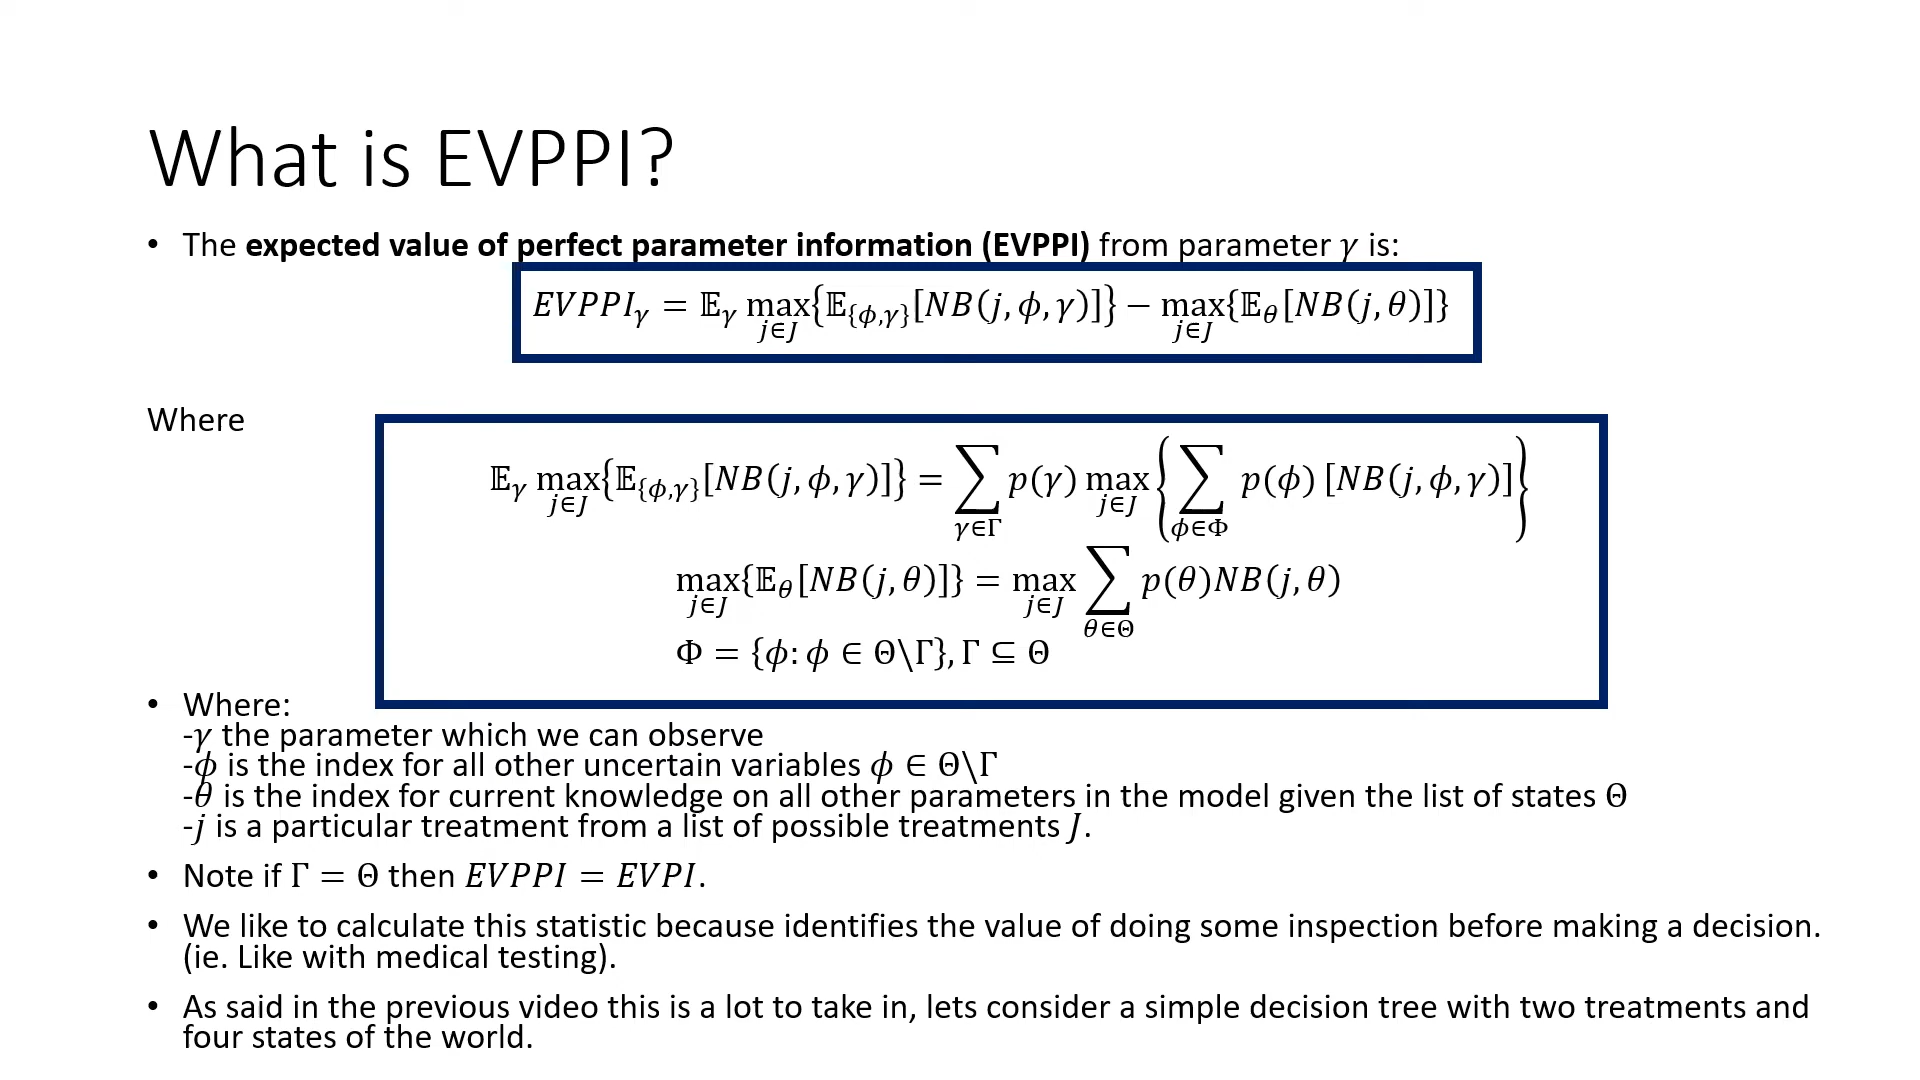 What is EVPPI?
• The expected value of perfect parameter information (EVPPI) from parameter 𝛾 is:
𝐸𝑉𝑃𝑃𝐼_𝛾 = 𝔼_𝛾 max_{𝑗∈𝐽}{𝔼_{{𝜙,𝛾}}[𝑁𝐵(𝑗, 𝜙, 𝛾)]} − max_{𝑗∈𝐽}{𝔼_𝜃[𝑁𝐵(𝑗, 𝜃)]}
Where
𝔼_𝛾 max_{𝑗∈𝐽}{𝔼_{{𝜙,𝛾}}[𝑁𝐵(𝑗, 𝜙, 𝛾)]} = ∑_{𝛾∈Γ} 𝑝(𝛾) max_{𝑗∈𝐽}{∑_{𝜙∈Φ} 𝑝(𝜙) [𝑁𝐵(𝑗, 𝜙, 𝛾)]}
max_{𝑗∈𝐽}{𝔼_𝜃[𝑁𝐵(𝑗, 𝜃)]} = max_{𝑗∈𝐽} ∑_{𝜃∈Θ} 𝑝(𝜃)𝑁𝐵(𝑗, 𝜃)
Φ = {𝜙: 𝜙 ∈ Θ\Γ}, Γ ⊆ Θ
• Where:
-𝛾 the parameter which we can observe
-𝜙 is the index for all other uncertain variables 𝜙 ∈ Θ\Γ
-𝜃 is the index for current knowledge on all other parameters in the model given the list of states Θ
-𝑗 is a particular treatment from a list of possible treatments 𝐽.
• Note if Γ = Θ then 𝐸𝑉𝑃𝑃𝐼 = 𝐸𝑉𝑃𝐼.
• We like to calculate this statistic because identifies the value of doing some inspection before making a decision.
(ie. Like with medical testing).
• As said in the previous video this is a lot to take in, lets consider a simple decision tree with two treatments and
four states of the world.